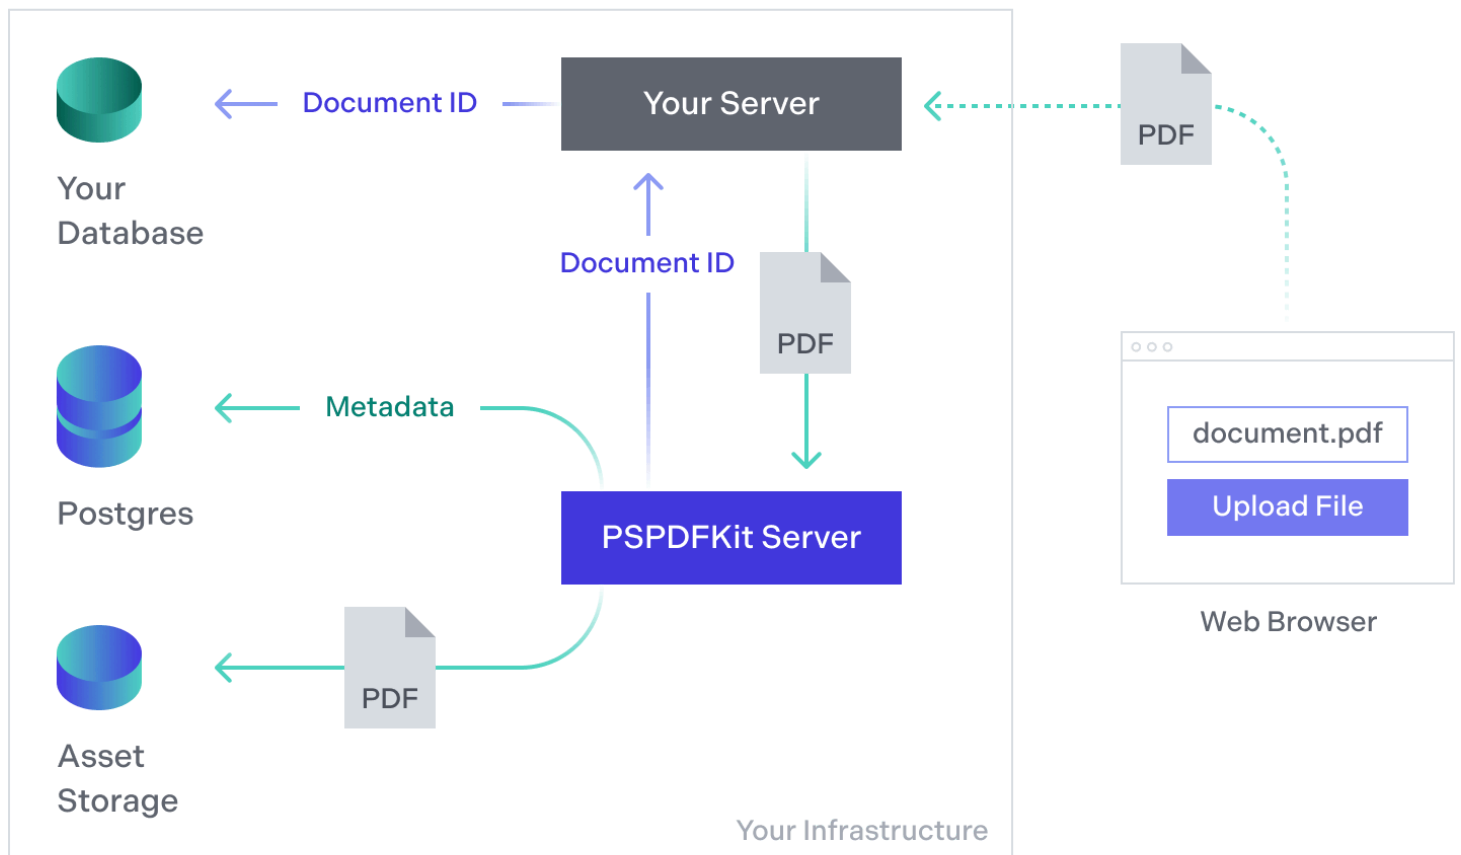 Document ID
Your Server
PDF
Your
Database
Document ID
PDF
Metadata
document.pdf
Upload File
Postgres
PSPDFKit Server
Web Browser
PDF
Asset
Storage
Your Infrastructure